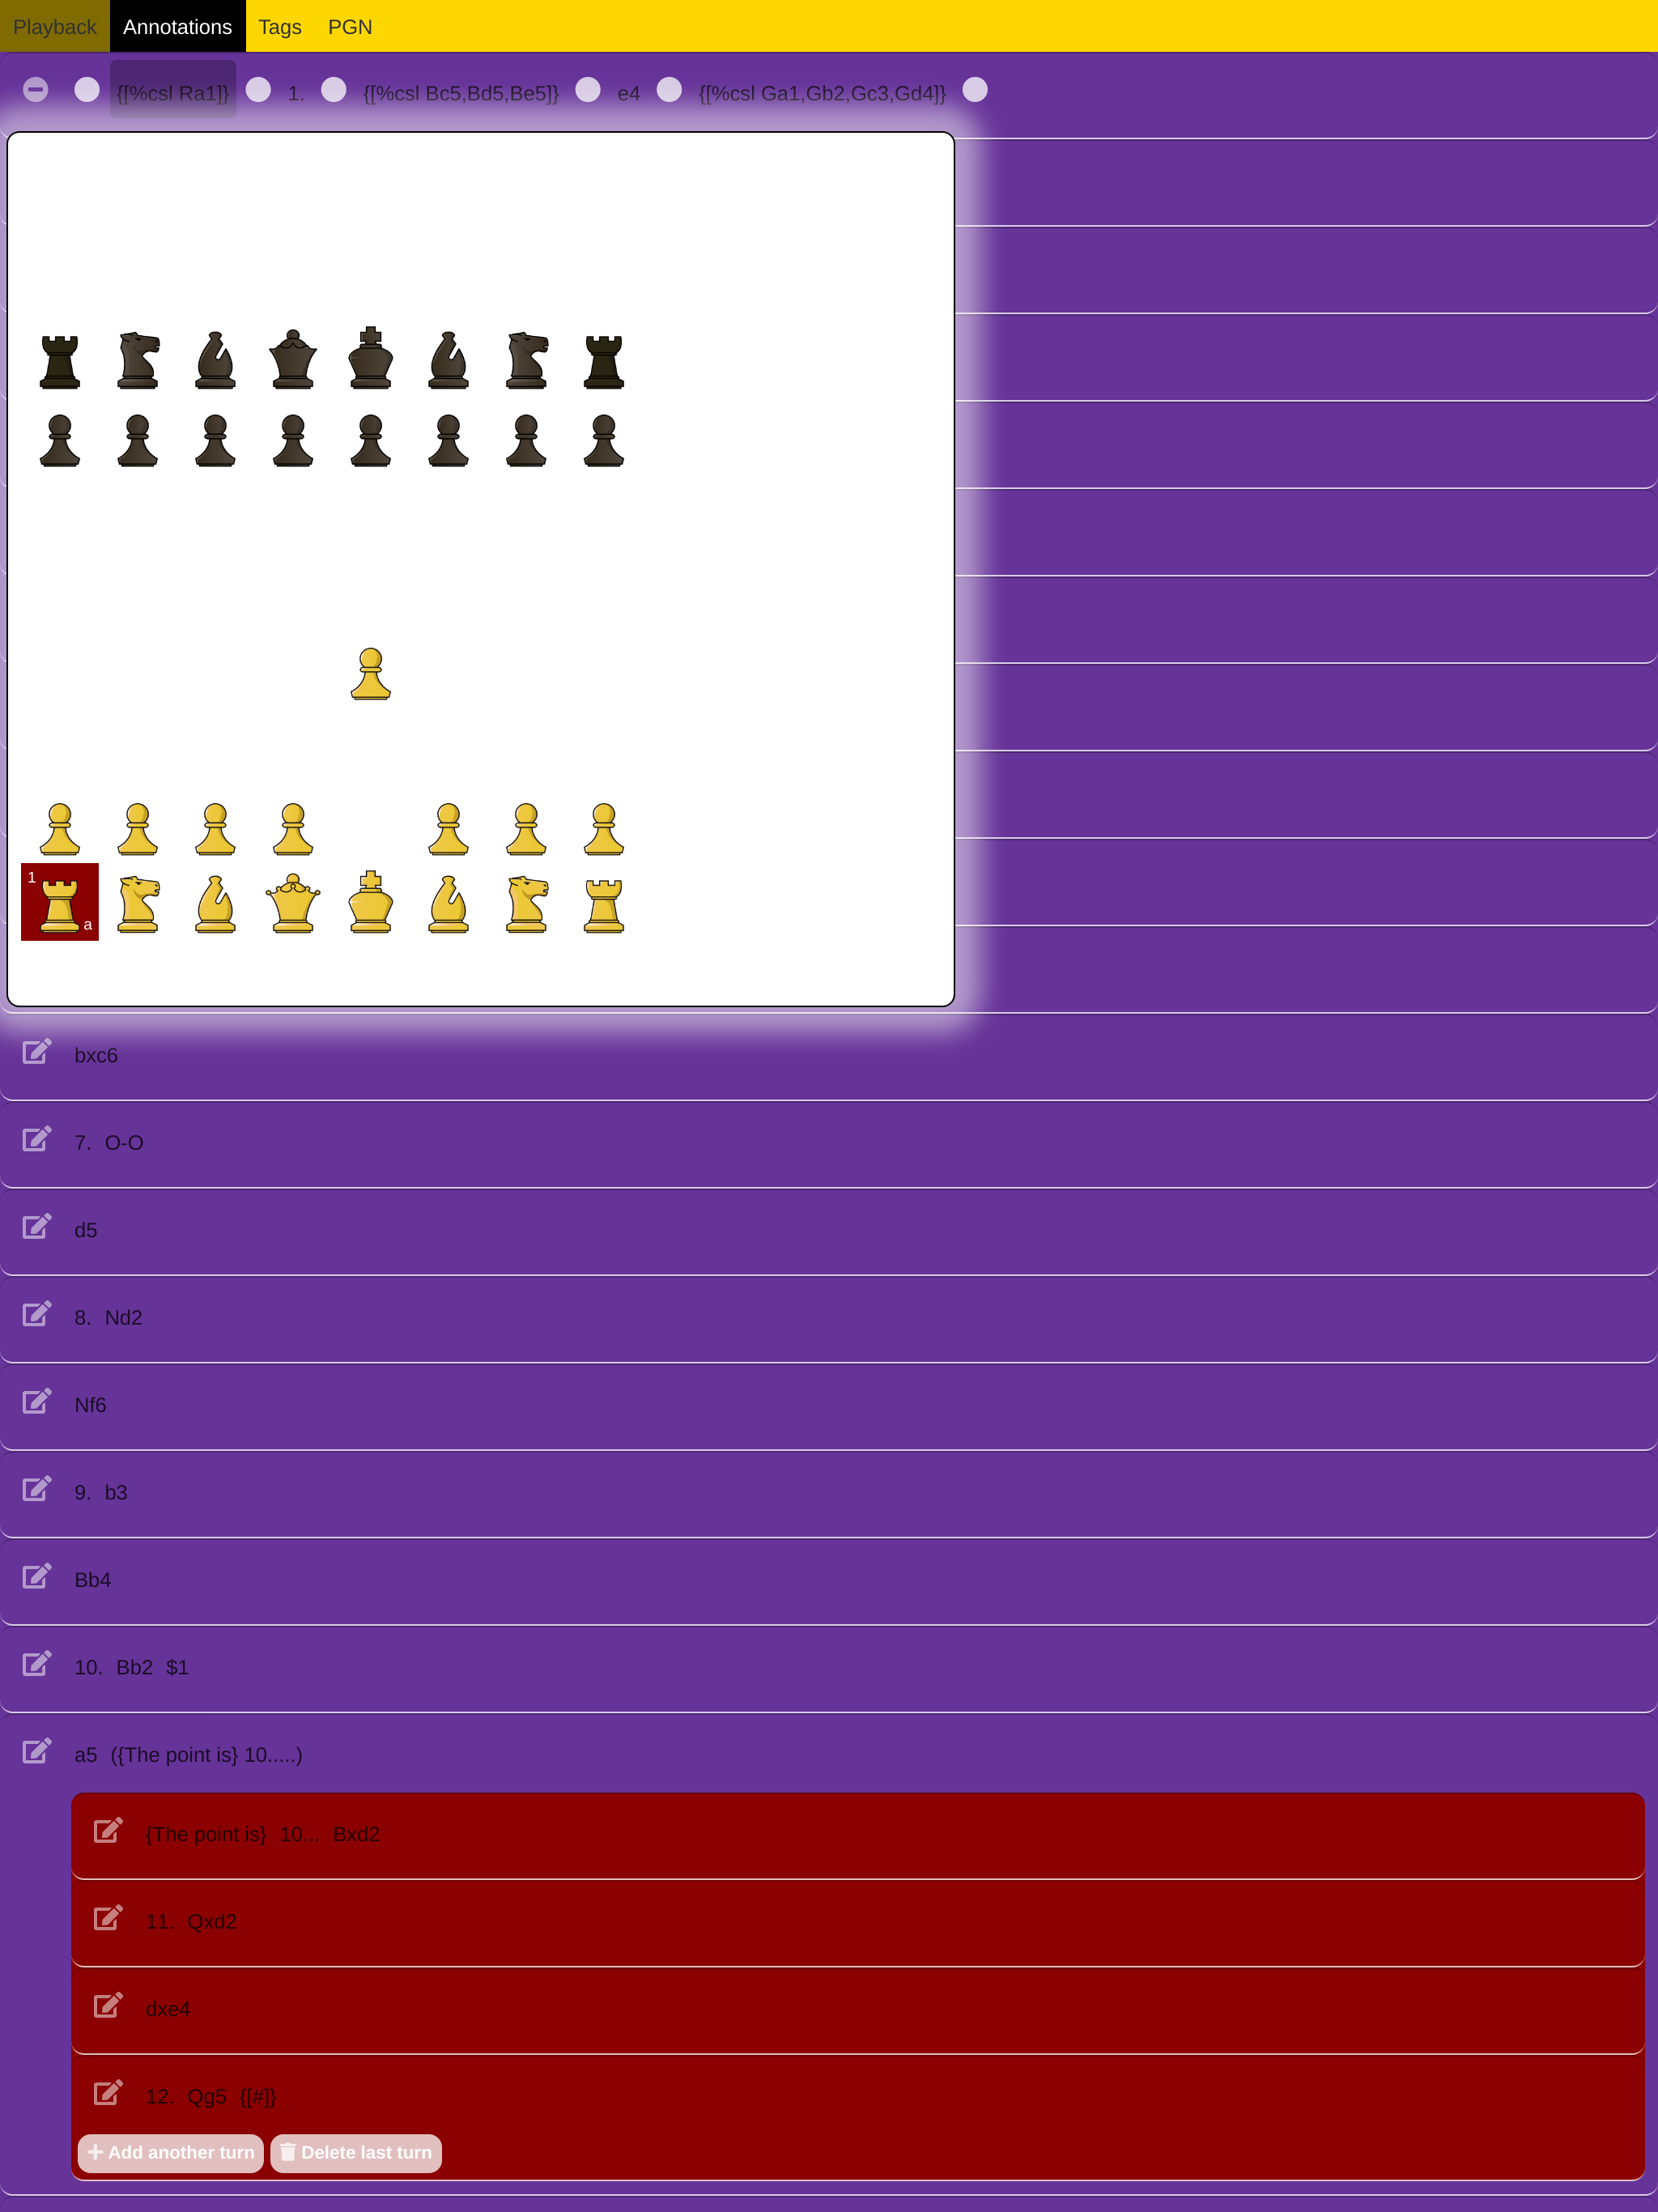 Playback Annotations Tags PGN
{[%csl Ra1]} 1. {[%csl Bc5,Bd5,Be5]} e4 {[%csl Ga1,Gb2,Gc3,Gd4]}
1
a
bxc6
7. O-O
d5
8. Nd2
Nf6
9. b3
Bb4
10. Bb2 $1
a5 ({The point is} 10.....)
{The point is} 10... Bxd2
11. Qxd2
dxe4
12. Qg5 {[#]}
Add another turn Delete last turn